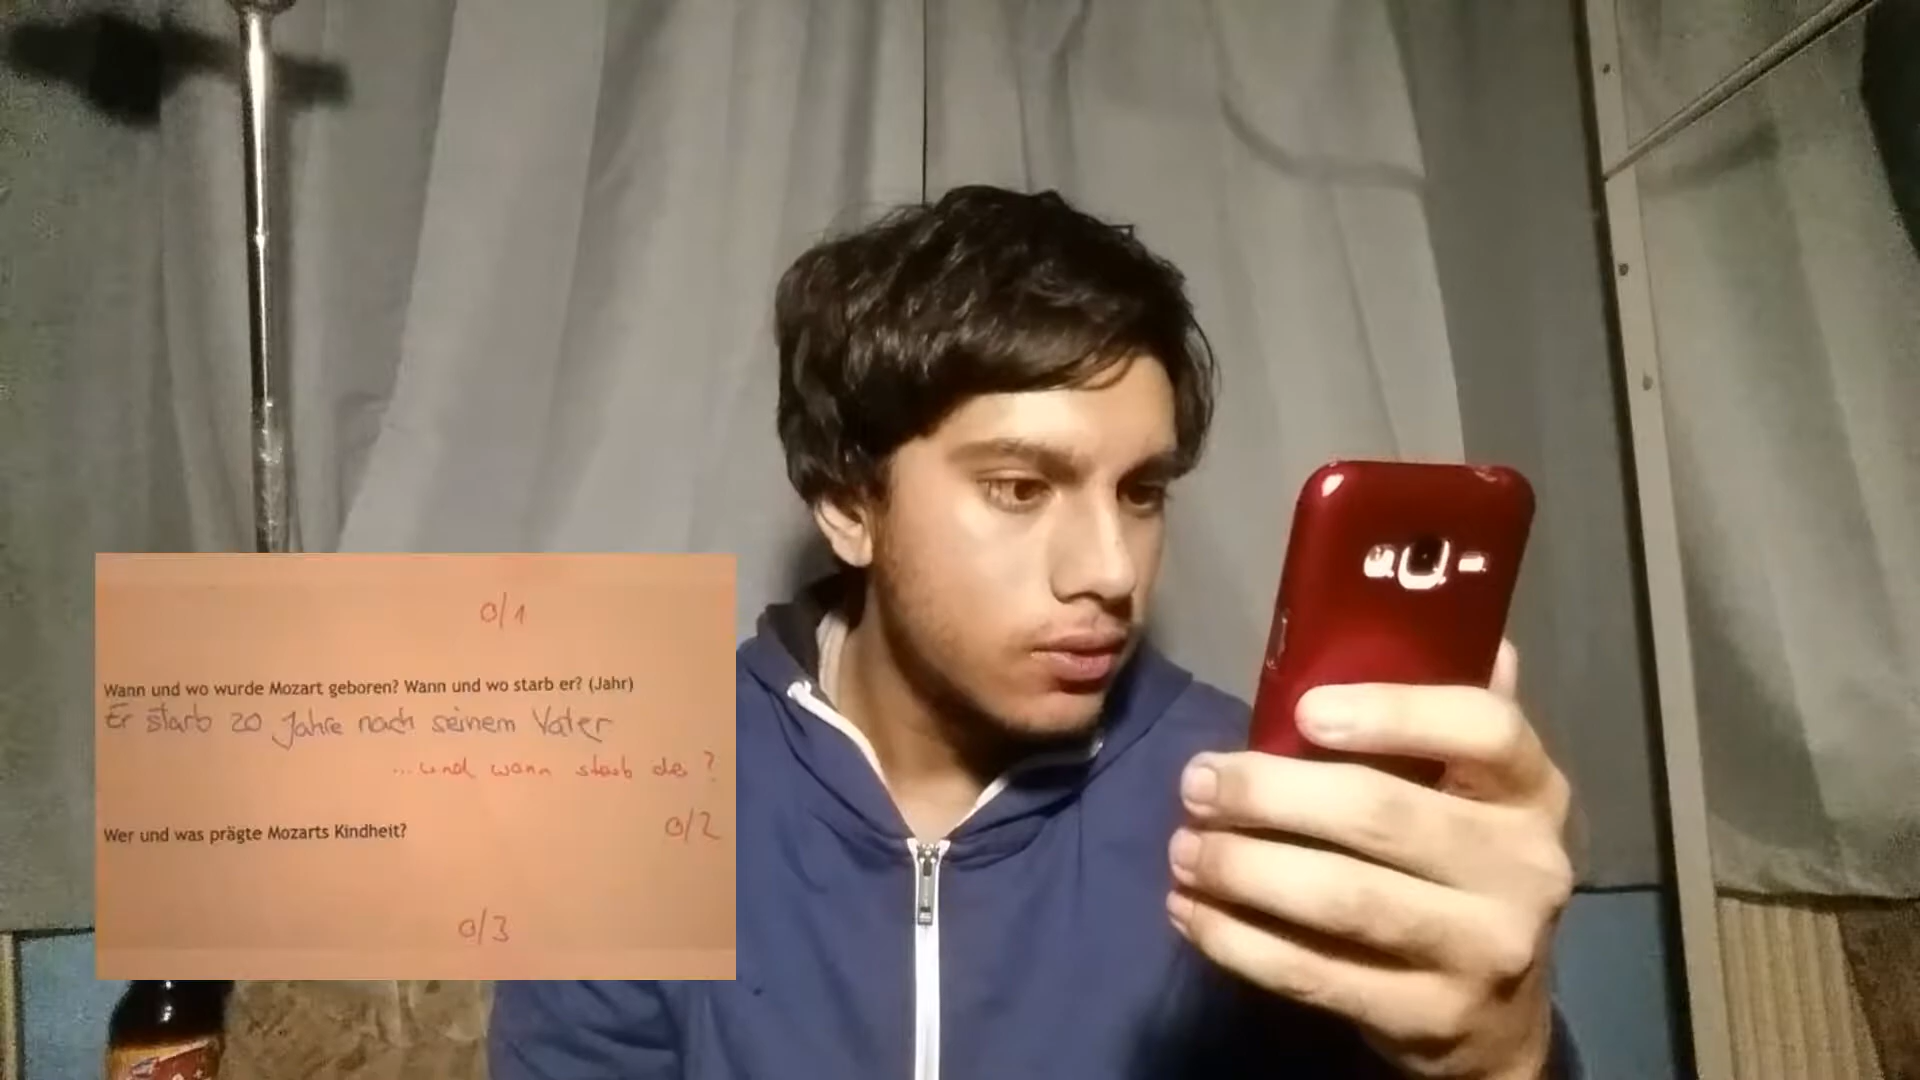 0/1
Wann und wo wurde Mozart geboren? Wann und wo starb er? (Jahr)
Er starb 20 Jahre nach seinem Vater
...und wann starb der?
0/2
Wer und was prägte Mozarts Kindheit?
0/3